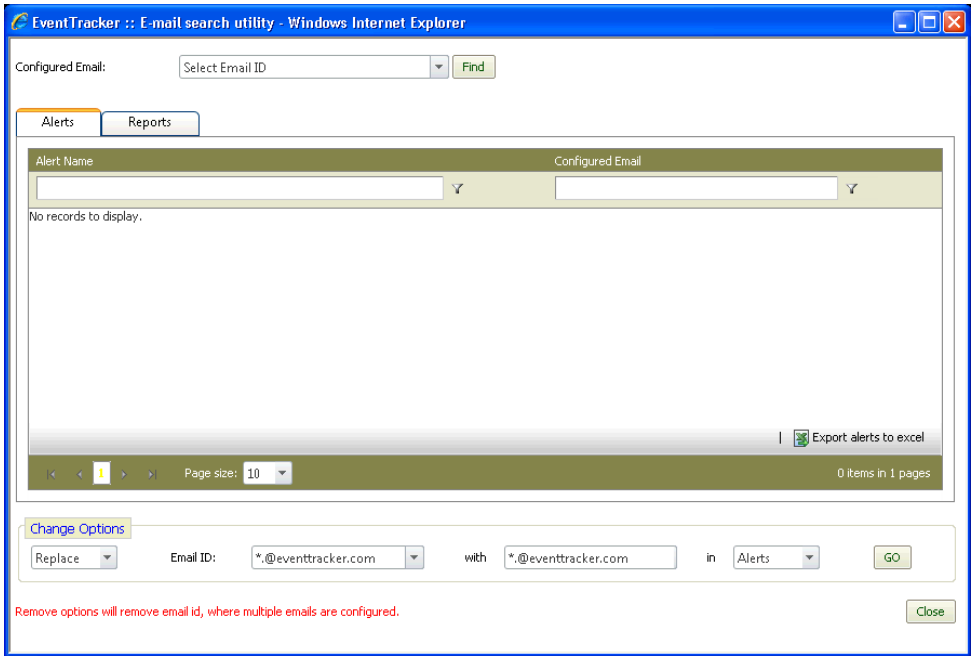 EventTracker :: E-mail search utility - Windows Internet Explorer
Configured Email: Select Email ID Find
Alerts Reports
Alert Name Configured Email
No records to display.
| Export alerts to excel
1 Page size: 10 0 items in 1 pages
Change Options
Replace Email ID: *.@eventtracker.com with *.@eventtracker.com in Alerts GO
Remove options will remove email id, where multiple emails are configured. Close